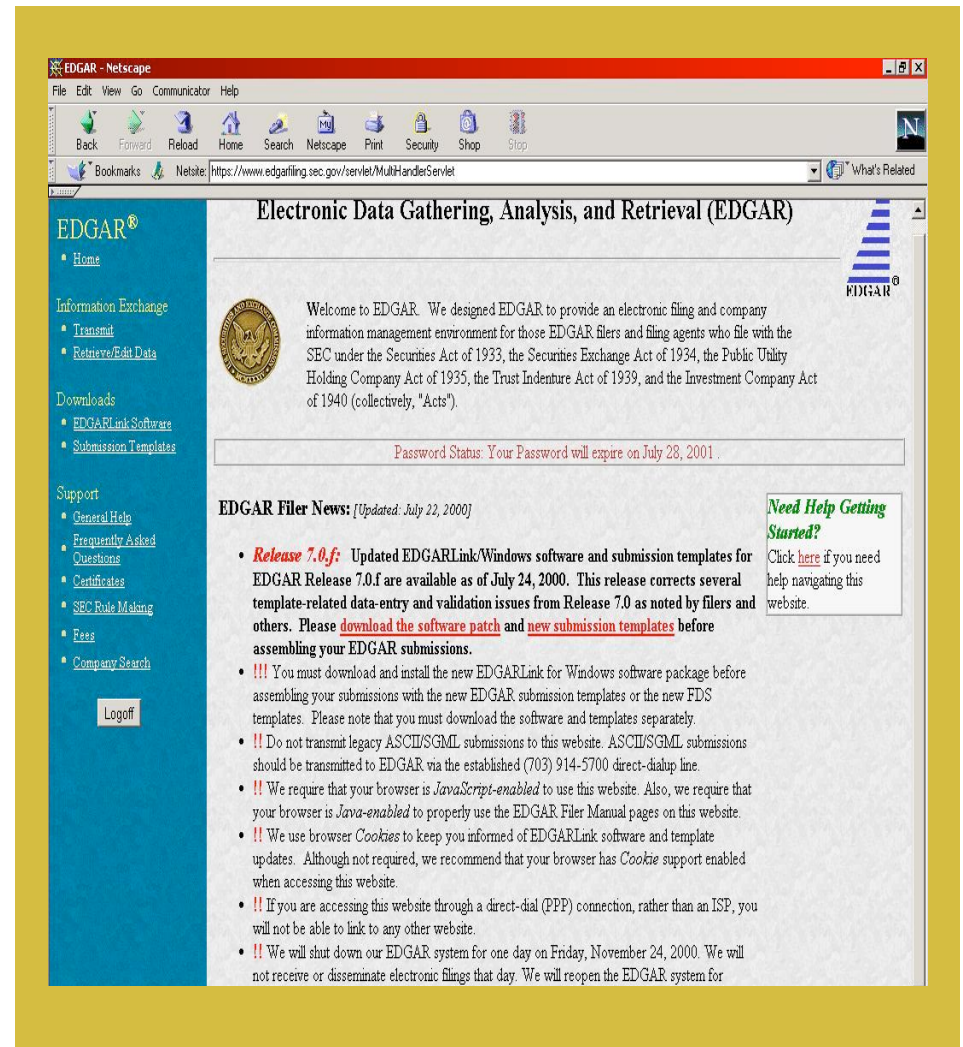 EDGAR - Netscape
File Edit View Go Communicator Help
Back Forward Reload Home Search Netscape Print Security Shop Stop
My
N
Bookmarks Netsite: https://www.edgarfiling.sec.gov/servlet/MultiHandlerServlet What's Related
EDGAR®
Home
Information Exchange
Transmit
Retrieve/Edit Data
Downloads
EDGARLink Software
Submission Templates
Support
General Help
Frequently Asked
Questions
Certificates
SEC Rule Making
Fees
Company Search
Logoff
Electronic Data Gathering, Analysis, and Retrieval (EDGAR)
EDGAR®
Welcome to EDGAR. We designed EDGAR to provide an electronic filing and company
information management environment for those EDGAR filers and filing agents who file with the
SEC under the Securities Act of 1933, the Securities Exchange Act of 1934, the Public Utility
Holding Company Act of 1935, the Trust Indenture Act of 1939, and the Investment Company Act
of 1940 (collectively, "Acts").
Password Status: Your Password will expire on July 28, 2001 .
EDGAR Filer News: [Updated: July 22, 2000]
• Release 7.0.f: Updated EDGARLink/Windows software and submission templates for
EDGAR Release 7.0.f are available as of July 24, 2000. This release corrects several
template-related data-entry and validation issues from Release 7.0 as noted by filers and
others. Please download the software patch and new submission templates before
assembling your EDGAR submissions.
• !!! You must download and install the new EDGARLink for Windows software package before
assembling your submissions with the new EDGAR submission templates or the new FDS
templates. Please note that you must download the software and templates separately.
• !! Do not transmit legacy ASCII/SGML submissions to this website. ASCII/SGML submissions
should be transmitted to EDGAR via the established (703) 914-5700 direct-dialup line.
• !! We require that your browser is JavaScript-enabled to use this website. Also, we require that
your browser is Java-enabled to properly use the EDGAR Filer Manual pages on this website.
• !! We use browser Cookies to keep you informed of EDGARLink software and template
updates. Although not required, we recommend that your browser has Cookie support enabled
when accessing this website.
• !! If you are accessing this website through a direct-dial (PPP) connection, rather than an ISP, you
will not be able to link to any other website.
• !! We will shut down our EDGAR system for one day on Friday, November 24, 2000. We will
not receive or disseminate electronic filings that day. We will reopen the EDGAR system for
Need Help Getting
Started?
Click here if you need
help navigating this
website.